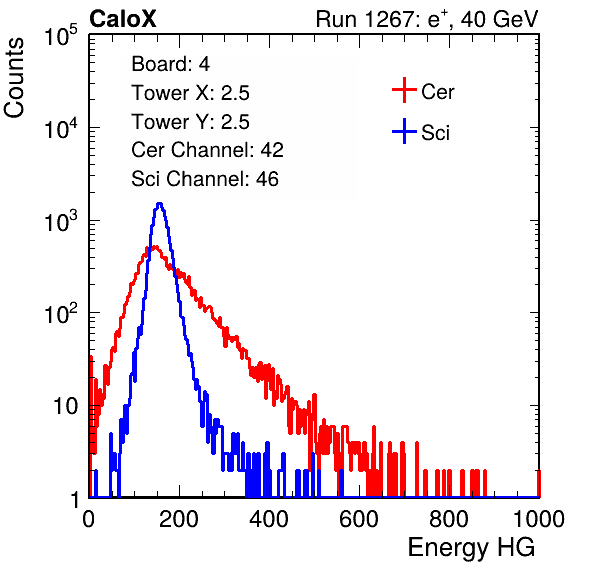 CaloX Run 1267: e⁺, 40 GeV
Counts
10⁵
10⁴
10³
10²
10
1
Board: 4
Tower X: 2.5
Tower Y: 2.5
Cer Channel: 42
Sci Channel: 46
Cer
Sci
0 200 400 600 800 1000
Energy HG